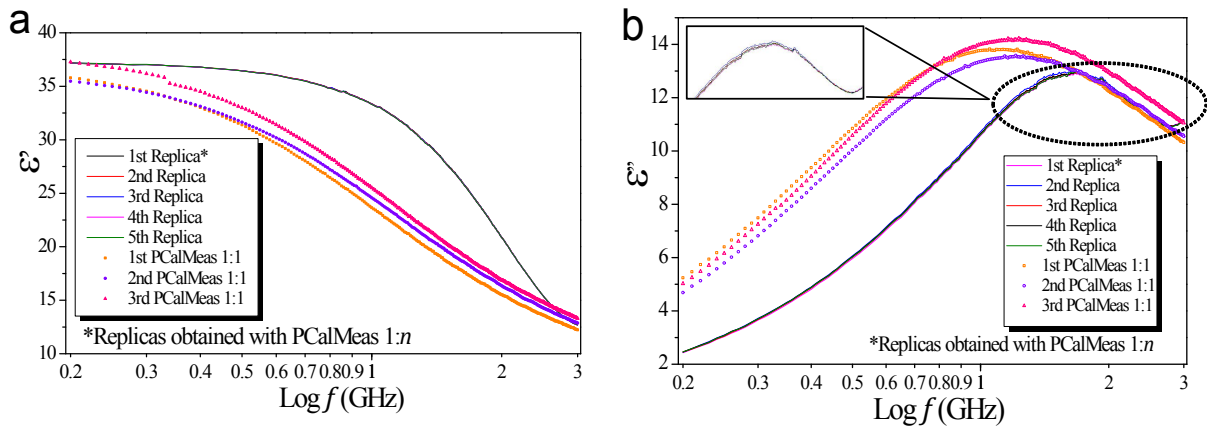 a
40
35
30
25
20
15
10
ε'
1st Replica*
2nd Replica
3rd Replica
4th Replica
5th Replica
1st PCalMeas 1:1
2nd PCalMeas 1:1
3rd PCalMeas 1:1
*Replicas obtained with PCalMeas 1:n
0.2 0.3 0.4 0.5 0.6 0.7 0.8 0.9 1 2 3
Log f (GHz)
b
14
12
10
8
6
4
2
ε"
1st Replica*
2nd Replica
3rd Replica
4th Replica
5th Replica
1st PCalMeas 1:1
2nd PCalMeas 1:1
3rd PCalMeas 1:1
*Replicas obtained with PCalMeas 1:n
0.2 0.3 0.4 0.5 0.6 0.7 0.8 0.9 1 2 3
Log f (GHz)